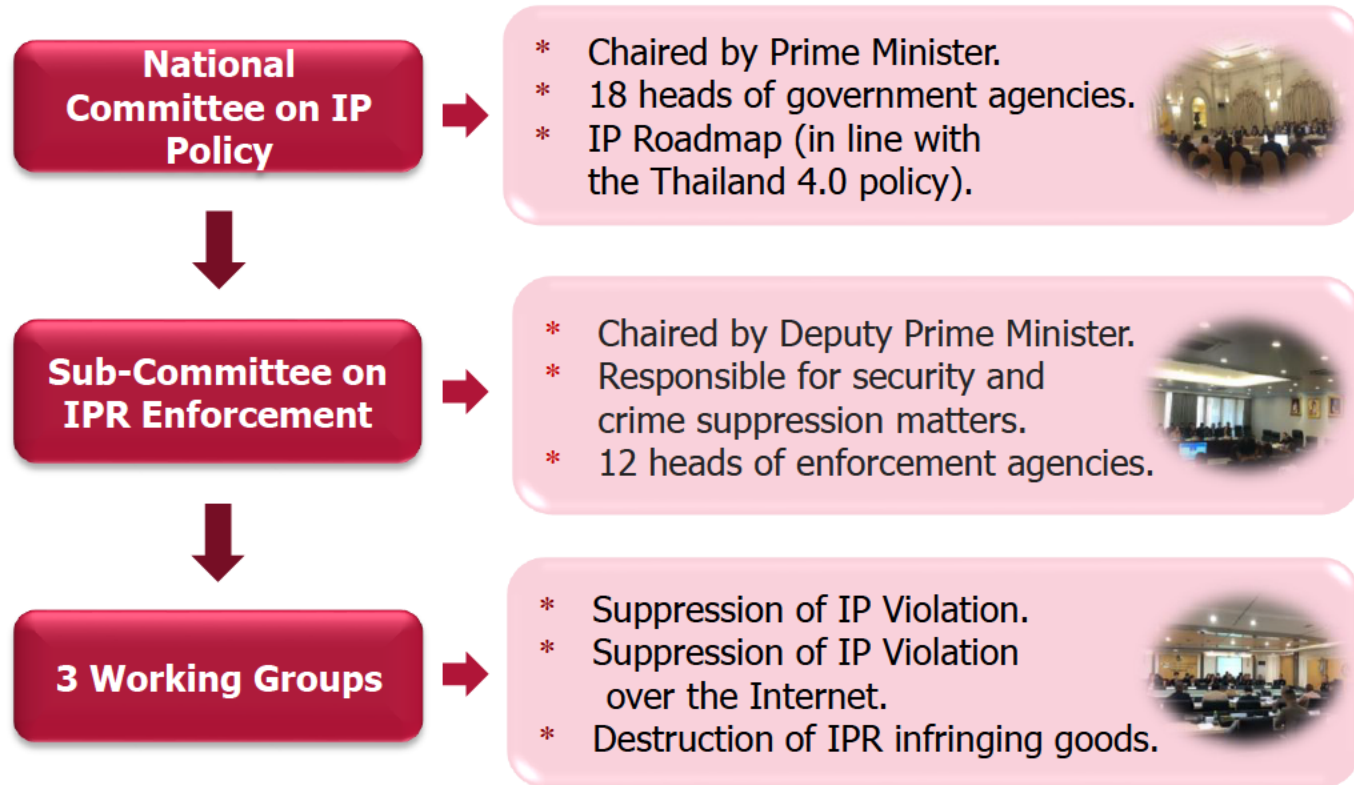 National
Committee on IP
Policy
* Chaired by Prime Minister.
* 18 heads of government agencies.
* IP Roadmap (in line with
the Thailand 4.0 policy).
Sub-Committee on
IPR Enforcement
* Chaired by Deputy Prime Minister.
* Responsible for security and
crime suppression matters.
* 12 heads of enforcement agencies.
3 Working Groups
* Suppression of IP Violation.
* Suppression of IP Violation
over the Internet.
* Destruction of IPR infringing goods.